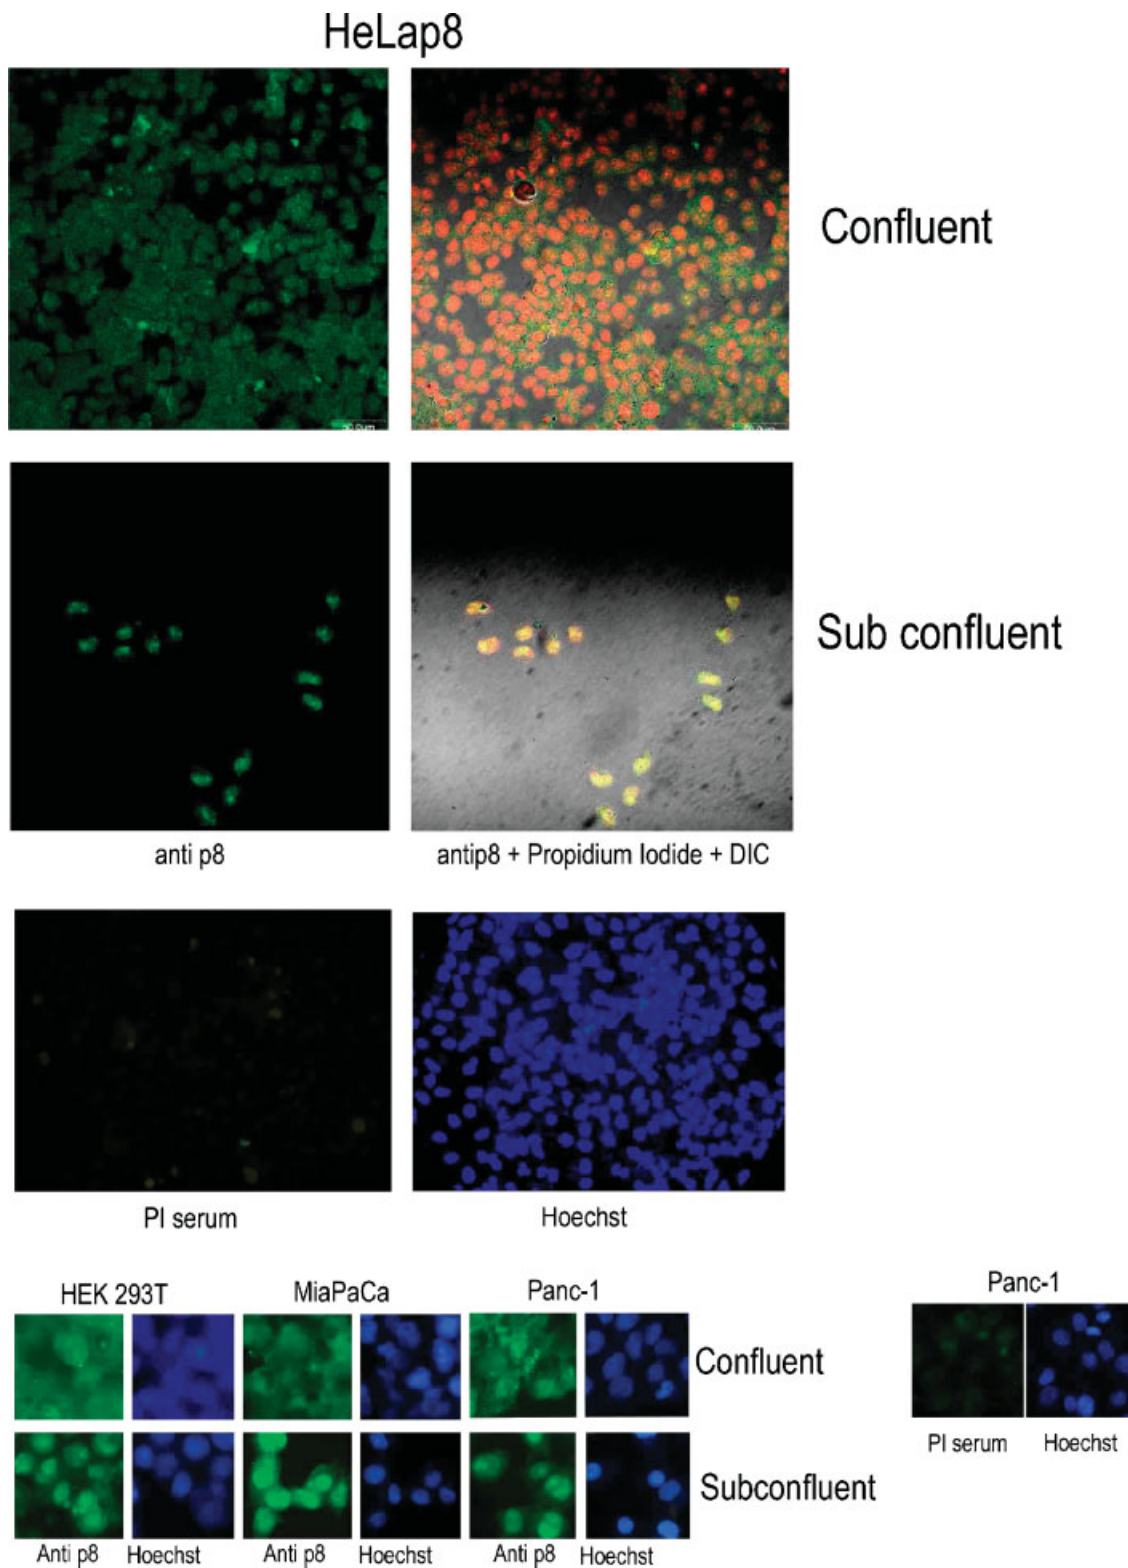 HeLap8
Confluent
Sub confluent
anti p8
antip8 + Propidium Iodide + DIC
PI serum
Hoechst
HEK 293T
MiaPaCa
Panc-1
Panc-1
Confluent
PI serum
Hoechst
Subconfluent
Anti p8
Hoechst
Anti p8
Hoechst
Anti p8
Hoechst